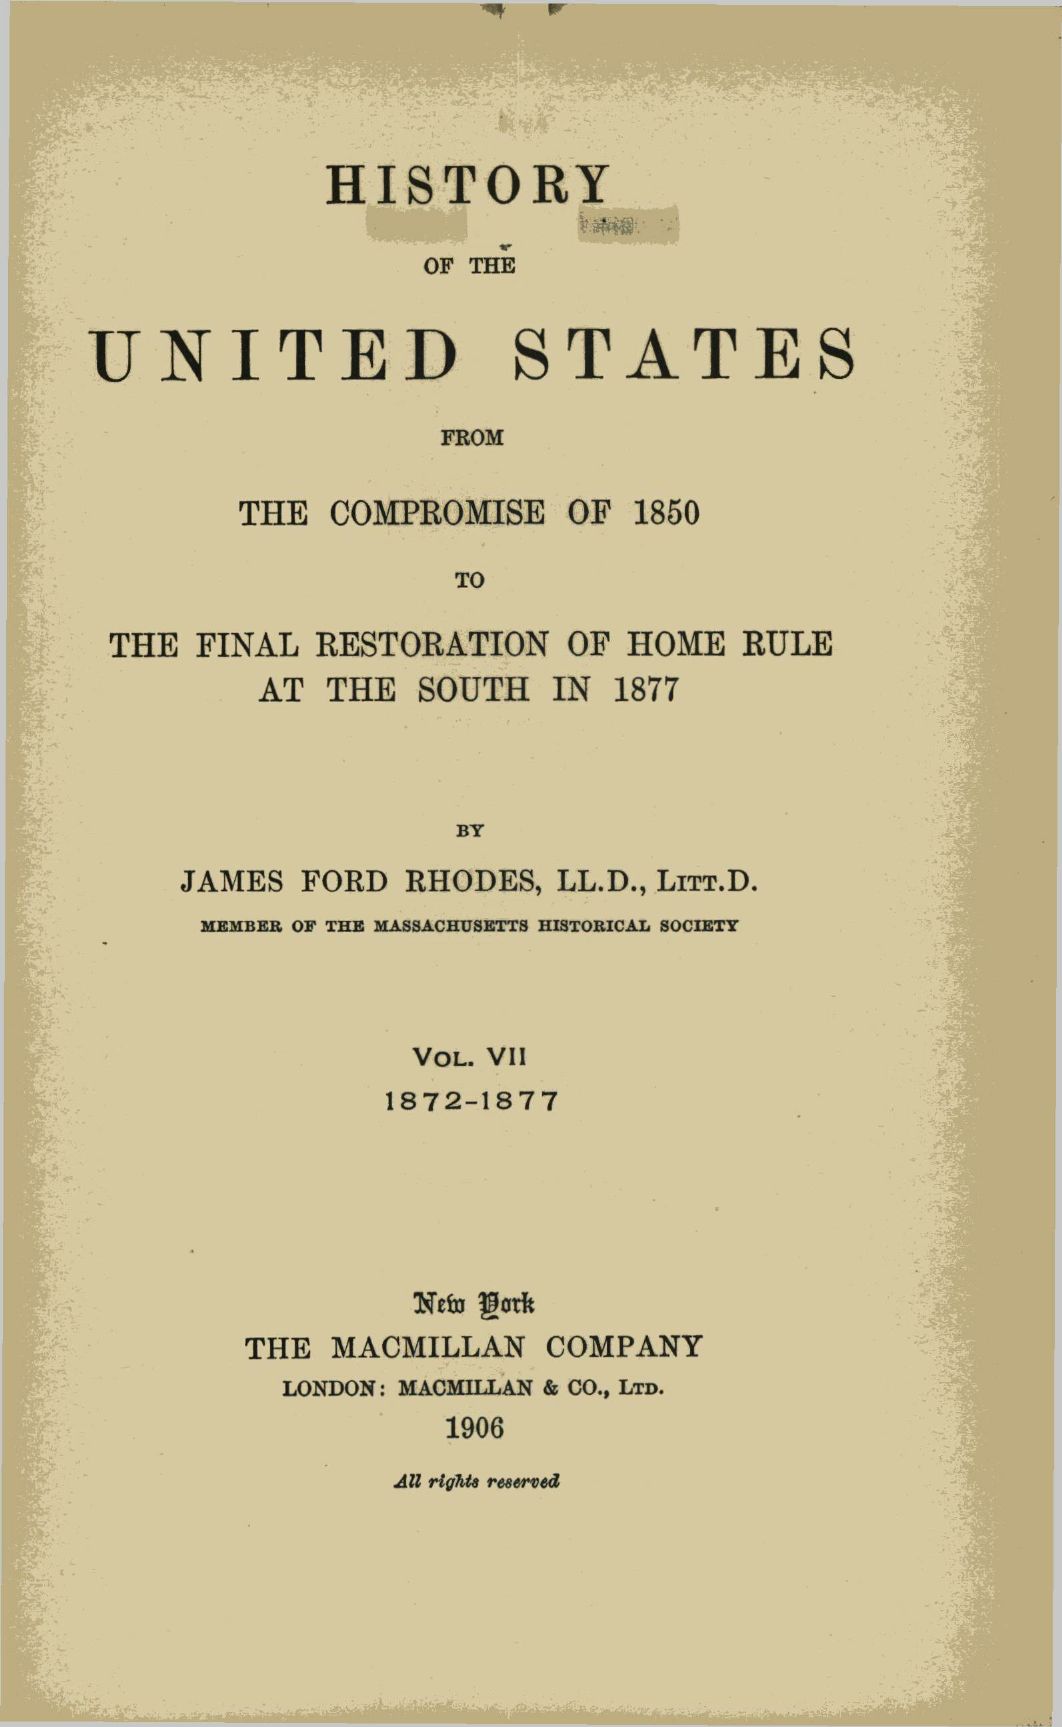 HISTORY
OF THE
UNITED STATES
FROM
THE COMPROMISE OF 1850
TO
THE FINAL RESTORATION OF HOME RULE
AT THE SOUTH IN 1877
BY
JAMES FORD RHODES, LL.D., LITT.D.
MEMBER OF THE MASSACHUSETTS HISTORICAL SOCIETY
VOL. VII
1872–1877
New York
THE MACMILLAN COMPANY
LONDON: MACMILLAN & CO., LTD.
1906
All rights reserved